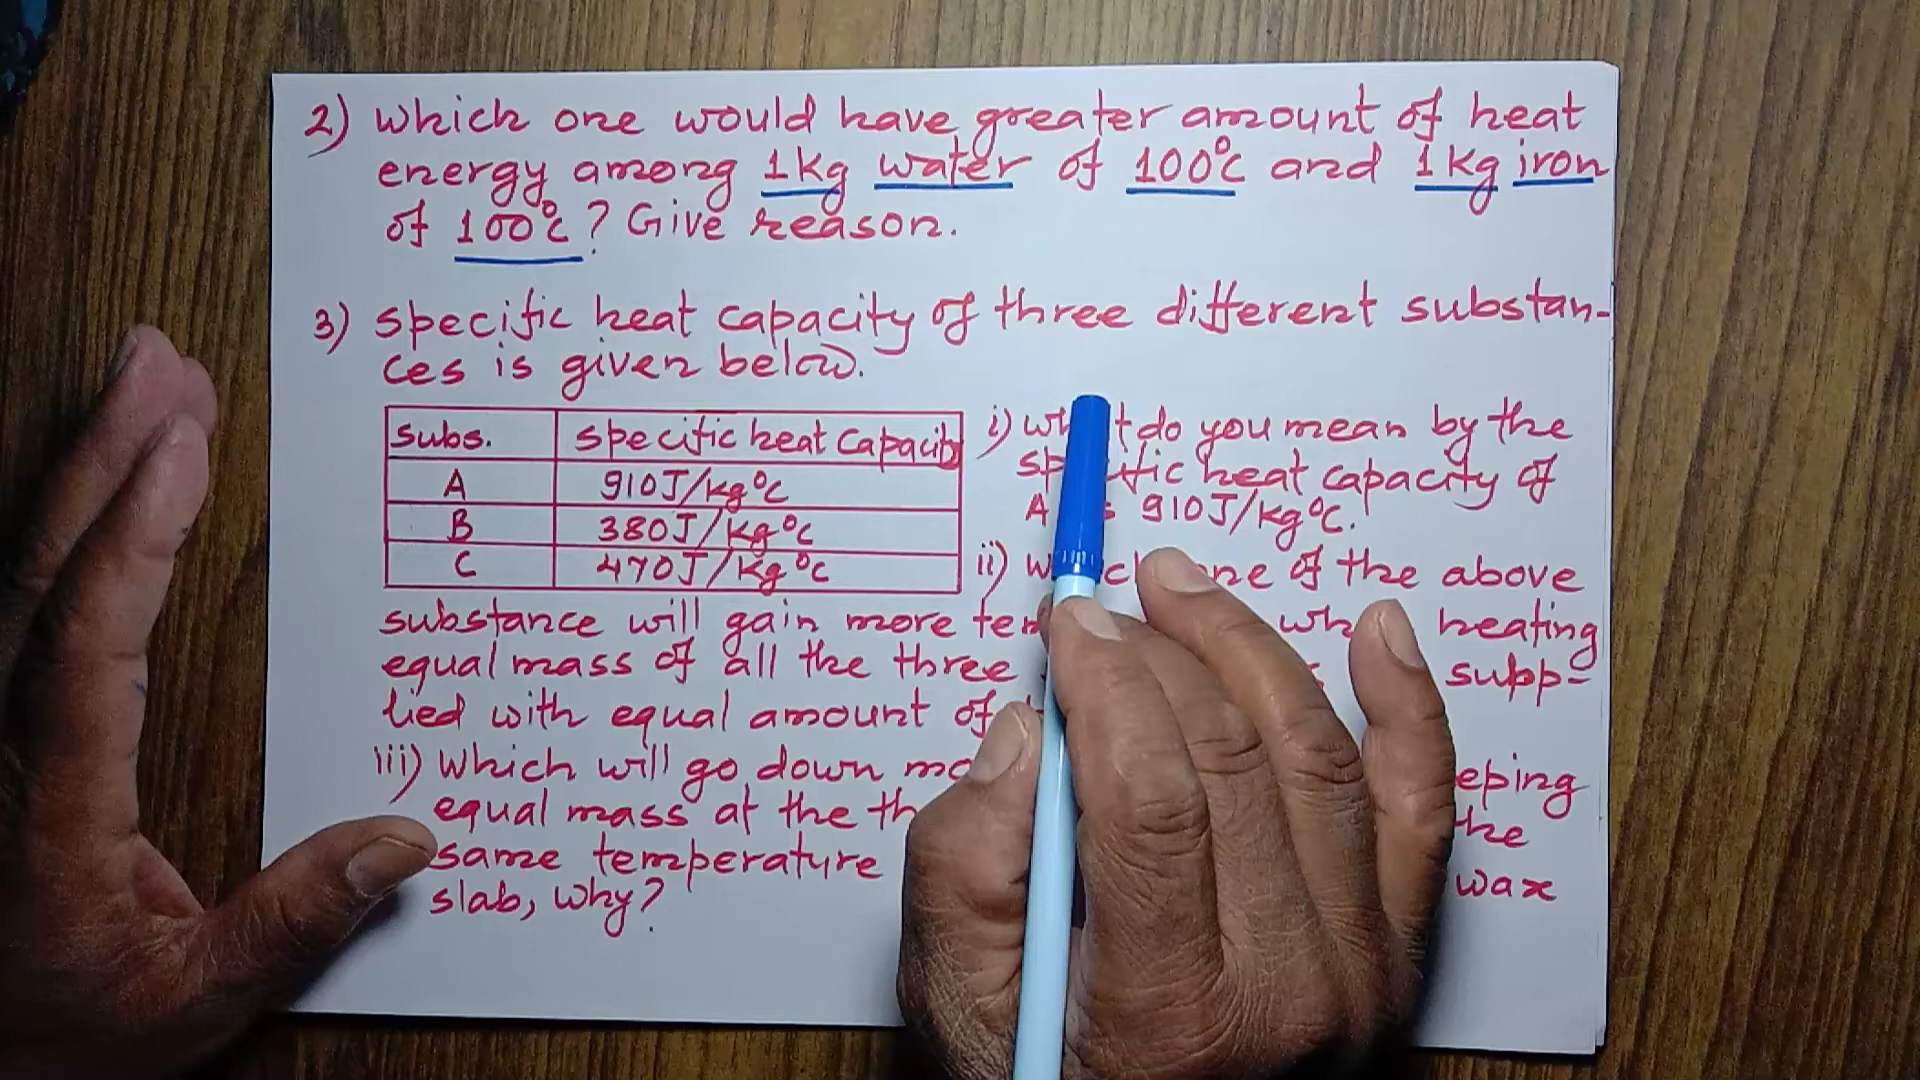 2) which one would have greater amount of heat
energy among 1kg water of 100°C and 1kg iron
of 100°C? Give reason.
3) specific heat capacity of three different substan-
ces is given below.
Subs. specific heat capacity
A 910J/kg°C
B 380J/kg°C
C 470J/kg°C
i) do you mean by the
heat capacity of
A 910J/kg°C.
ii) of the above
substance will gain more heating
equal mass of all the three supp-
lied with equal amount of
iii) Which will go down
equal mass at the the
same temperature wax
slab, why?